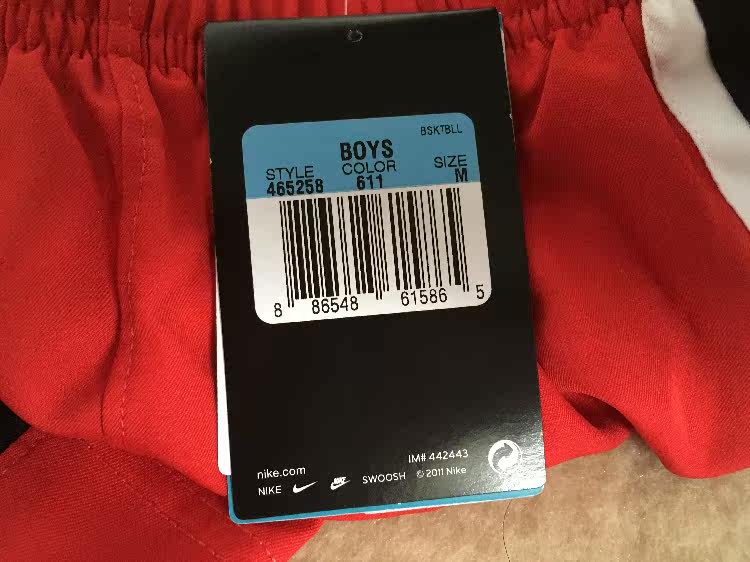 BSKTBLL
BOYS
STYLE COLOR SIZE
465258 611 M
8 86548 61586 5
nike.com IM# 442443
NIKE SWOOSH © 2011 Nike